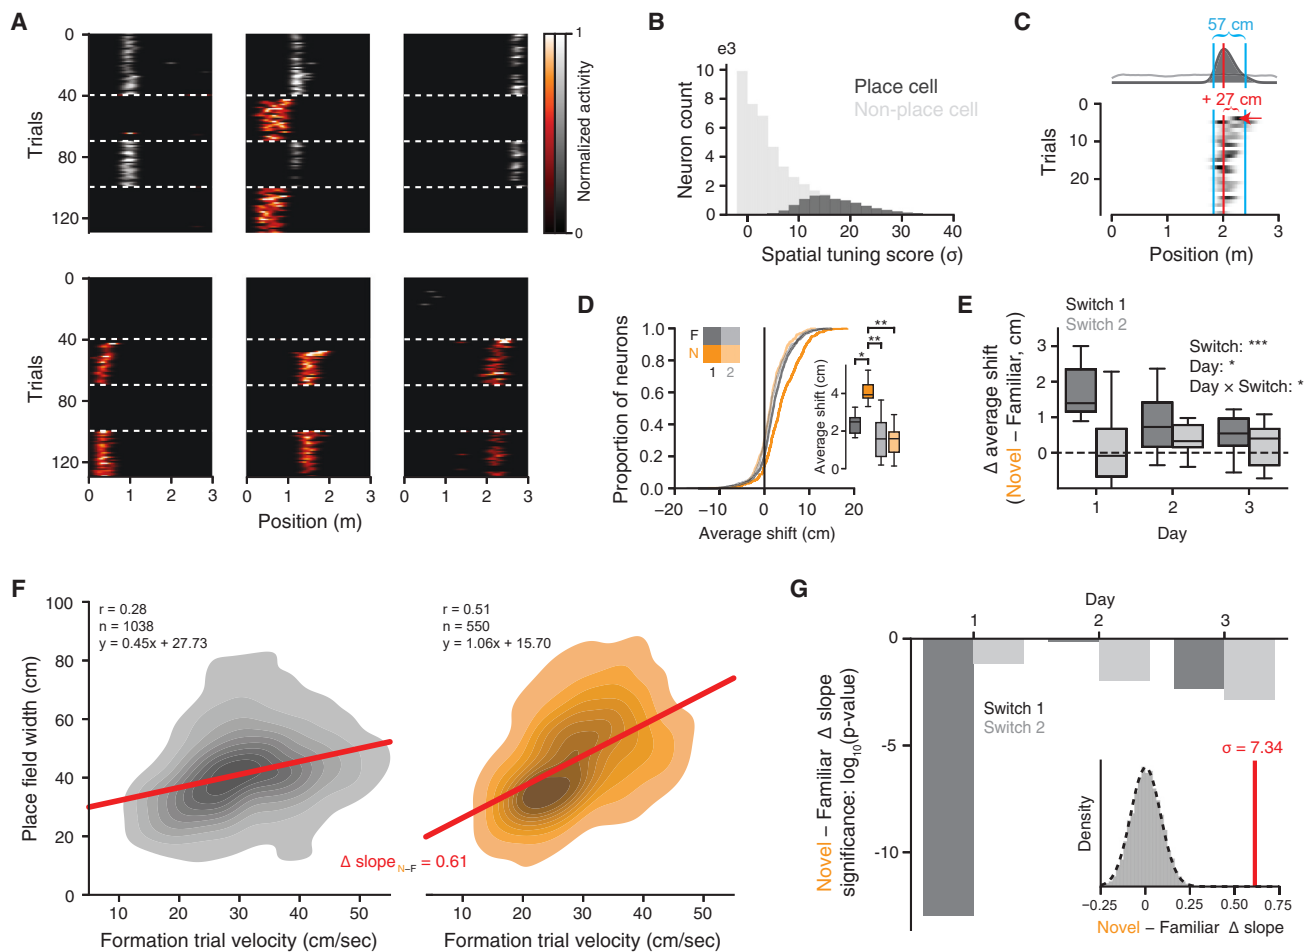 A
0
40
80
120
Trials
0
40
80
120
Trials
0
1
2
3
0
1
2
3
0
1
2
3
Position (m)
1
0
Normalized activity
B
e3
10
8
6
4
2
0
Neuron count
Place cell
Non-place cell
0
10
20
30
40
Spatial tuning score (σ)
C
57 cm
+ 27 cm
0
10
20
Trials
0
1
2
3
Position (m)
D
1.0
0.8
0.6
0.4
0.2
0.0
Proportion of neurons
F
N
1
2
−20
−10
0
10
20
Average shift (cm)
**
**
*
4
2
0
Average shift (cm)
E
Switch 1
Switch 2
Switch: ***
Day: *
Day × Switch: *
3
2
1
0
Δ average shift
(Novel – Familiar, cm)
1
2
3
Day
F
100
80
60
40
20
0
Place field width (cm)
r = 0.28
n = 1038
y = 0.45x + 27.73
r = 0.51
n = 550
y = 1.06x + 15.70
Δ slope N−F = 0.61
10
20
30
40
50
Formation trial velocity (cm/sec)
10
20
30
40
50
Formation trial velocity (cm/sec)
G
Day
1
2
3
0
-5
-10
Novel – Familiar Δ slope
significance: log10(p-value)
Switch 1
Switch 2
σ = 7.34
Density
−0.25
0
0.25
0.50
0.75
Novel – Familiar Δ slope